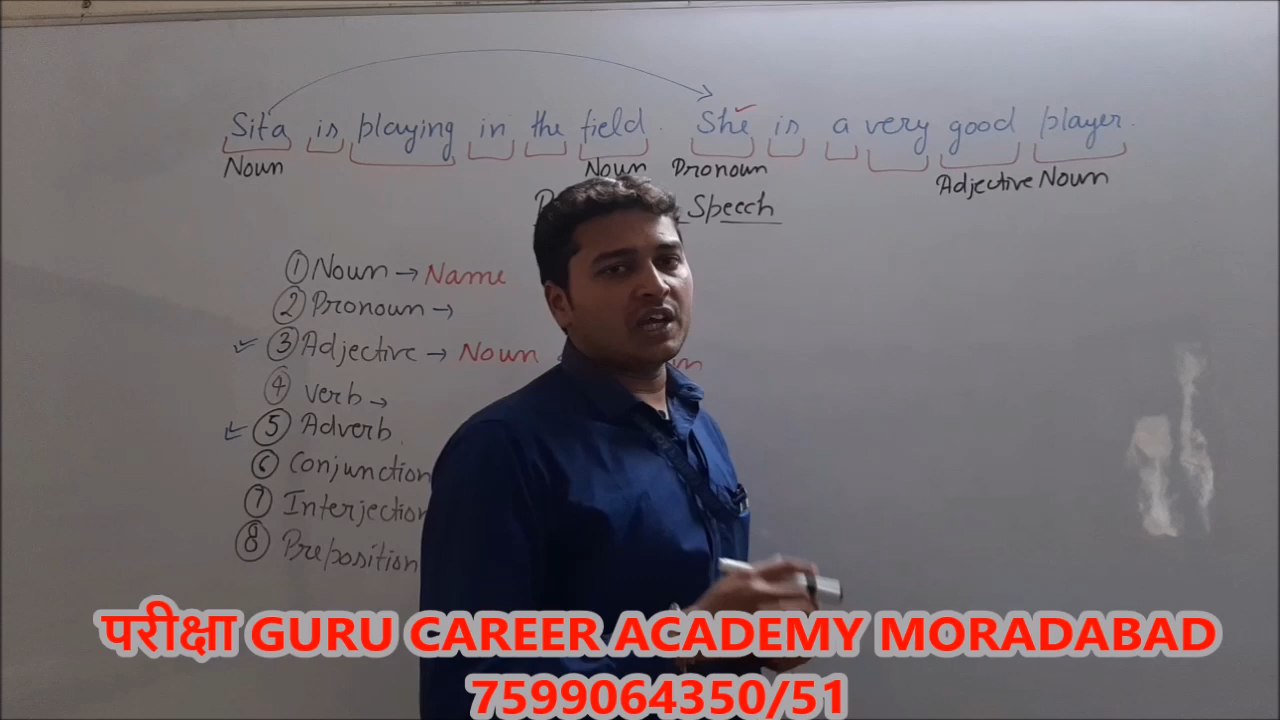 Sita is playing in the field. She is a very good player.
Noun Noun Pronoun Adjective Noun
Speech
① Noun → Name
② Pronoun →
③ Adjective → Noun
④ Verb →
⑤ Adverb
⑥ Conjunction
⑦ Interjection
⑧ Preposition
परीक्षा GURU CAREER ACADEMY MORADABAD
7599064350/51